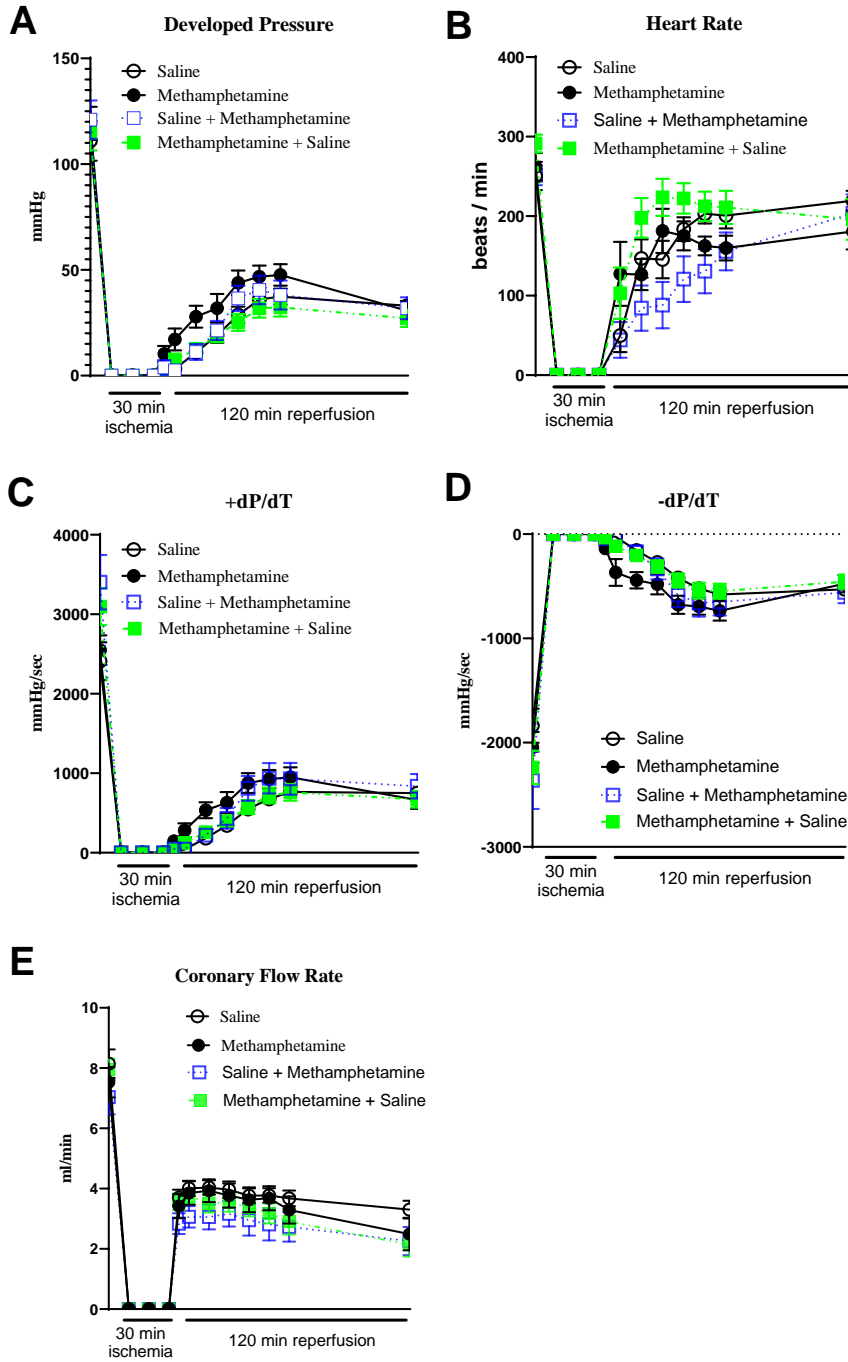 A
Developed Pressure
150
100
50
0
mmHg
Saline
Methamphetamine
Saline + Methamphetamine
Methamphetamine + Saline
30 min
ischemia
120 min reperfusion
B
Heart Rate
400
300
200
100
0
beats / min
Saline
Methamphetamine
Saline + Methamphetamine
Methamphetamine + Saline
30 min
ischemia
120 min reperfusion
C
+dP/dT
4000
3000
2000
1000
0
mmHg/sec
Saline
Methamphetamine
Saline + Methamphetamine
Methamphetamine + Saline
30 min
ischemia
120 min reperfusion
D
-dP/dT
0
-1000
-2000
-3000
mmHg/sec
Saline
Methamphetamine
Saline + Methamphetamine
Methamphetamine + Saline
30 min
ischemia
120 min reperfusion
E
Coronary Flow Rate
10
8
6
4
2
0
ml/min
Saline
Methamphetamine
Saline + Methamphetamine
Methamphetamine + Saline
30 min
ischemia
120 min reperfusion